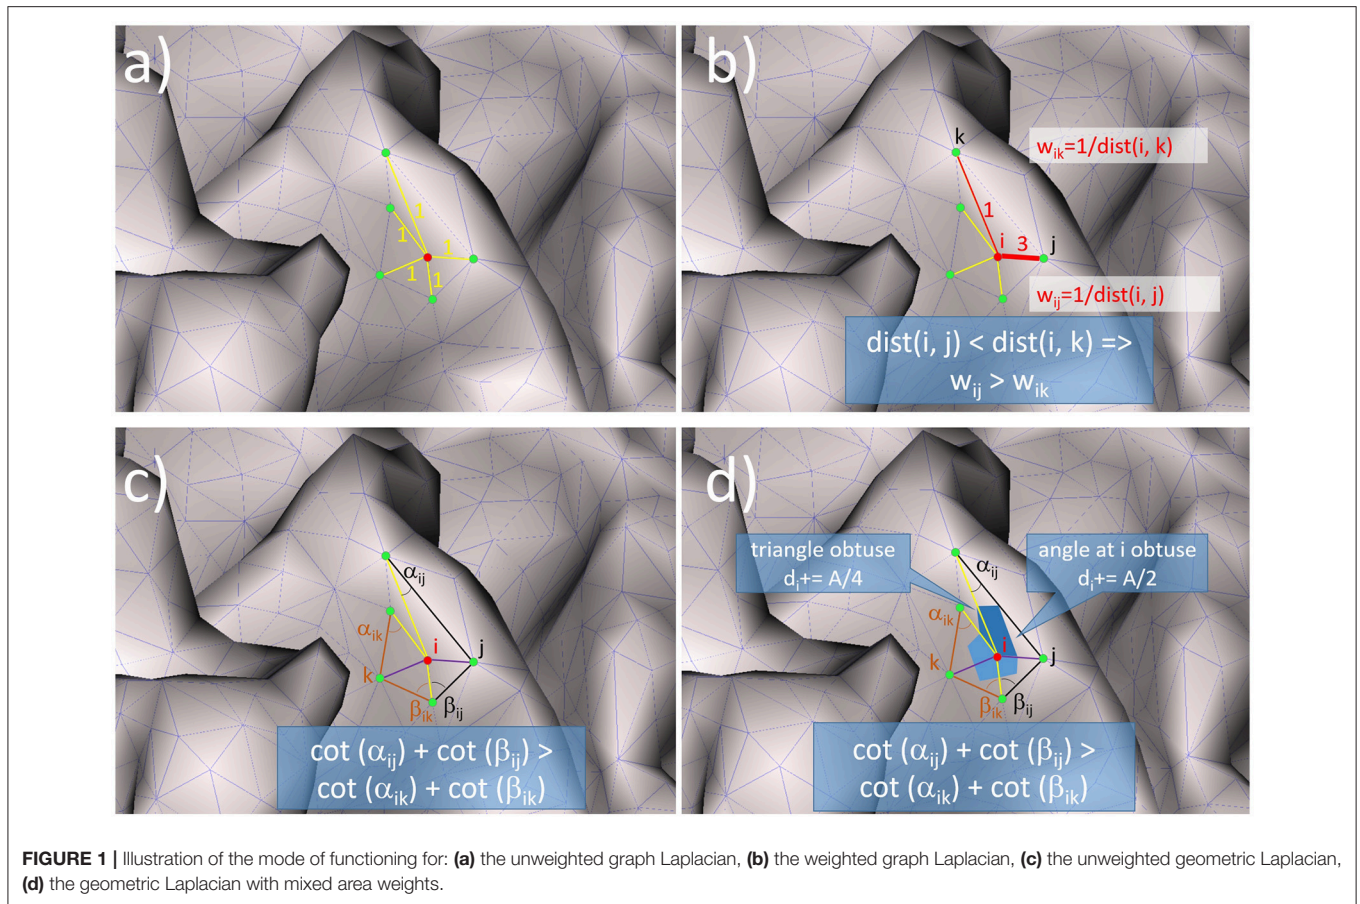 a)
1
1
1
1
1
b)
k
w_ik=1/dist(i, k)
1
i
3
j
w_ij=1/dist(i, j)
dist(i, j) < dist(i, k) =>
w_ij > w_ik
c)
α_ij
α_ik
i
j
k
β_ik
β_ij
cot (α_ij) + cot (β_ij) >
cot (α_ik) + cot (β_ik)
d)
triangle obtuse
d_i+= A/4
angle at i obtuse
d_i+= A/2
α_ij
α_ik
i
j
k
β_ik
β_ij
cot (α_ij) + cot (β_ij) >
cot (α_ik) + cot (β_ik)
FIGURE 1 | Illustration of the mode of functioning for: (a) the unweighted graph Laplacian, (b) the weighted graph Laplacian, (c) the unweighted geometric Laplacian,
(d) the geometric Laplacian with mixed area weights.